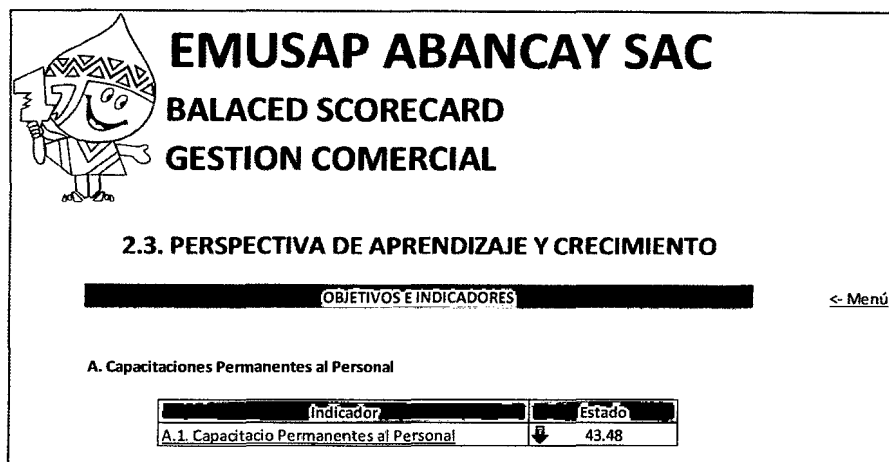 EMUSAP ABANCAY SAC
BALACED SCORECARD
GESTION COMERCIAL
2.3. PERSPECTIVA DE APRENDIZAJE Y CRECIMIENTO
OBJETIVOS E INDICADORES
<- Menú
A. Capacitaciones Permanentes al Personal
Indicador Estado
A.1. Capacitacio Permanentes al Personal 43.48